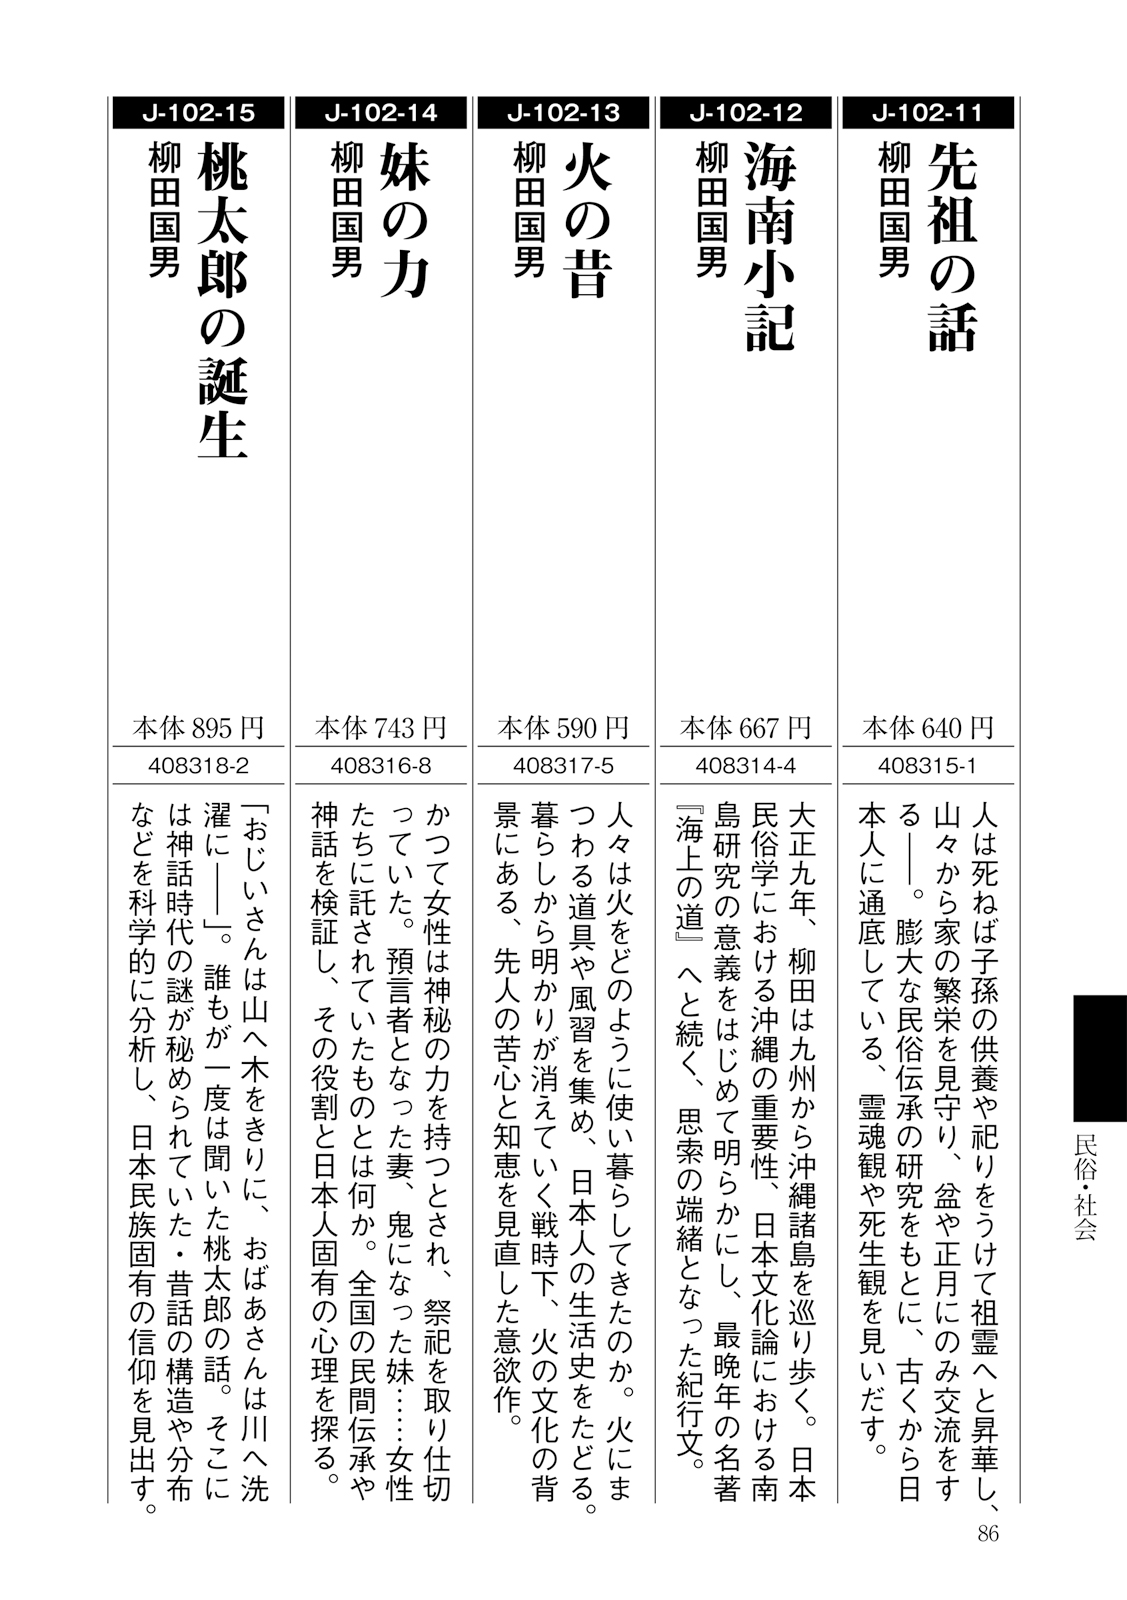 J-102-11
先祖の話
柳田国男
本体 640 円
408315-1
人は死ねば子孫の供養や祀りをうけて祖霊へと昇華し、
山々から家の繁栄を見守り、盆や正月にのみ交流をす
る――。膨大な民俗伝承の研究をもとに、古くから日
本人に通底している、霊魂観や死生観を見いだす。
J-102-12
海南小記
柳田国男
本体 667 円
408314-4
大正九年、柳田は九州から沖縄諸島を巡り歩く。日本
民俗学における沖縄の重要性、日本文化論における南
島研究の意義をはじめて明らかにし、最晩年の名著
『海上の道』へと続く、思索の端緒となった紀行文。
J-102-13
火の昔
柳田国男
本体 590 円
408317-5
人々は火をどのように使い暮らしてきたのか。火にま
つわる道具や風習を集め、日本人の生活史をたどる。
暮らしから明かりが消えていく戦時下、火の文化の背
景にある、先人の苦心と知恵を見直した意欲作。
J-102-14
妹の力
柳田国男
本体 743 円
408316-8
かつて女性は神秘の力を持つとされ、祭祀を取り仕切
っていた。預言者となった妻、鬼になった妹……女性
たちに託されていたものとは何か。全国の民間伝承や
神話を検証し、その役割と日本人固有の心理を探る。
J-102-15
桃太郎の誕生
柳田国男
本体 895 円
408318-2
「おじいさんは山へ木をきりに、おばあさんは川へ洗
濯に――」。誰もが一度は聞いた桃太郎の話。そこに
は神話時代の謎が秘められていた・昔話の構造や分布
などを科学的に分析し、日本民族固有の信仰を見出す。
民俗・社会
86